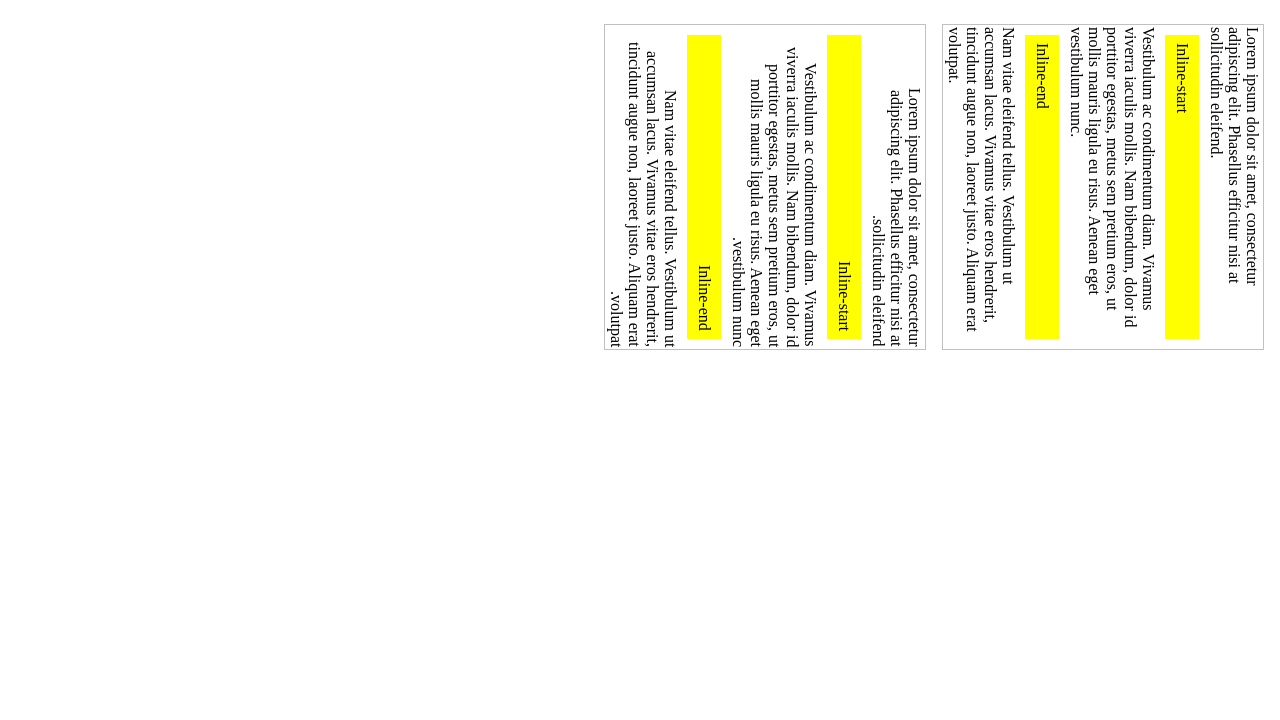 Lorem ipsum dolor sit amet, consectetur
adipiscing elit. Phasellus efficitur nisi at
sollicitudin eleifend.
Inline-start
Vestibulum ac condimentum diam. Vivamus
viverra iaculis mollis. Nam bibendum, dolor id
porttitor egestas, metus sem pretium eros, ut
mollis mauris ligula eu risus. Aenean eget
vestibulum nunc.
Inline-end
Nam vitae eleifend tellus. Vestibulum ut
accumsan lacus. Vivamus vitae eros hendrerit,
tincidunt augue non, laoreet justo. Aliquam erat
volutpat.
Lorem ipsum dolor sit amet, consectetur
adipiscing elit. Phasellus efficitur nisi at
.sollicitudin eleifend
Inline-start
Vestibulum ac condimentum diam. Vivamus
viverra iaculis mollis. Nam bibendum, dolor id
porttitor egestas, metus sem pretium eros, ut
mollis mauris ligula eu risus. Aenean eget
.vestibulum nunc
Inline-end
Nam vitae eleifend tellus. Vestibulum ut
accumsan lacus. Vivamus vitae eros hendrerit,
tincidunt augue non, laoreet justo. Aliquam erat
.volutpat